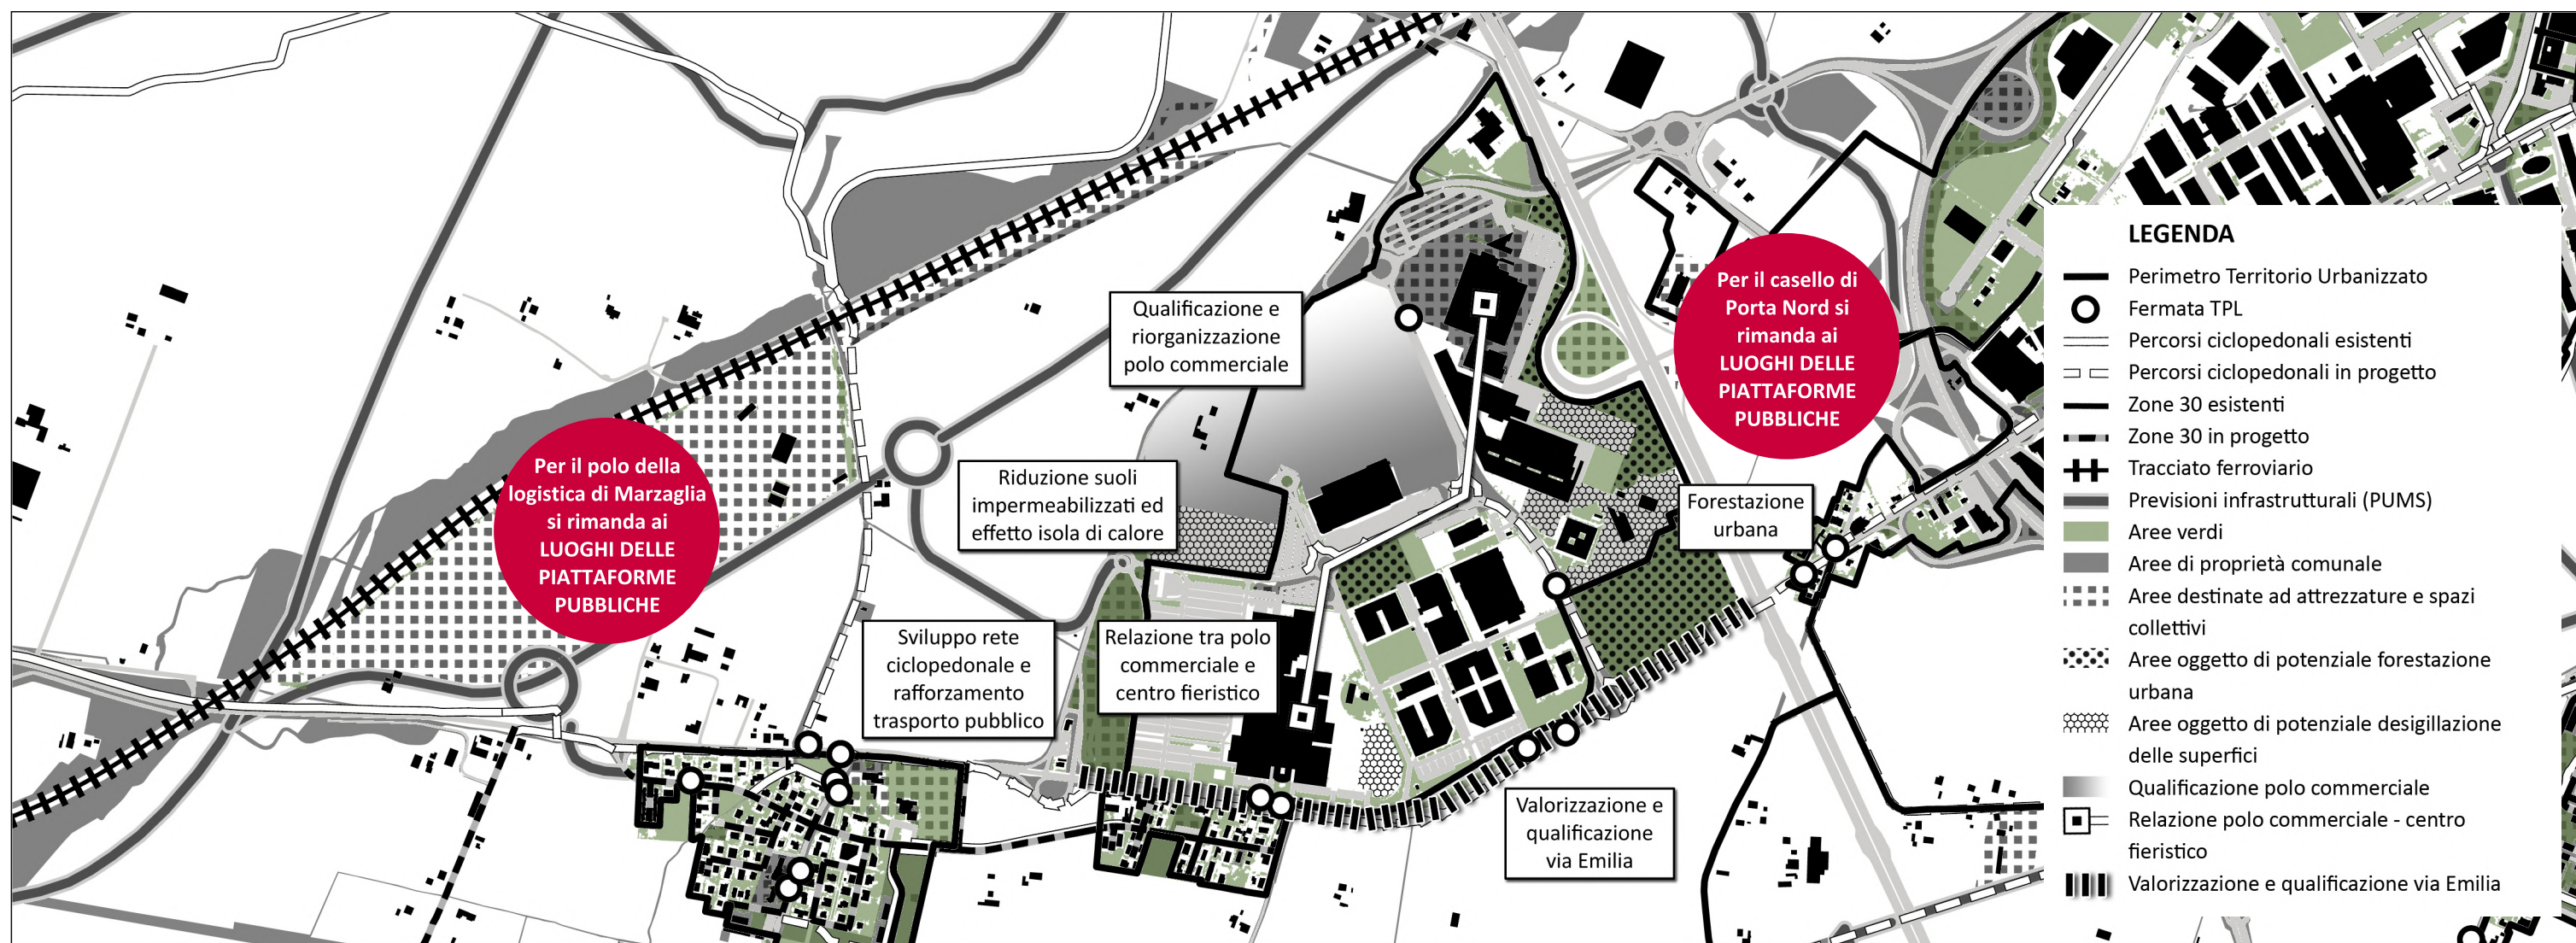 Qualificazione e
riorganizzazione
polo commerciale
Per il casello di
Porta Nord si
rimanda ai
LUOGHI DELLE
PIATTAFORME
PUBBLICHE
Per il polo della
logistica di Marzaglia
si rimanda ai
LUOGHI DELLE
PIATTAFORME
PUBBLICHE
Riduzione suoli
impermeabilizzati ed
effetto isola di calore
Forestazione
urbana
Sviluppo rete
ciclopedonale e
rafforzamento
trasporto pubblico
Relazione tra polo
commerciale e
centro fieristico
Valorizzazione e
qualificazione
via Emilia
LEGENDA
Perimetro Territorio Urbanizzato
Fermata TPL
Percorsi ciclopedonali esistenti
Percorsi ciclopedonali in progetto
Zone 30 esistenti
Zone 30 in progetto
Tracciato ferroviario
Previsioni infrastrutturali (PUMS)
Aree verdi
Aree di proprietà comunale
Aree destinate ad attrezzature e spazi
collettivi
Aree oggetto di potenziale forestazione
urbana
Aree oggetto di potenziale desigillazione
delle superfici
Qualificazione polo commerciale
Relazione polo commerciale - centro
fieristico
Valorizzazione e qualificazione via Emilia